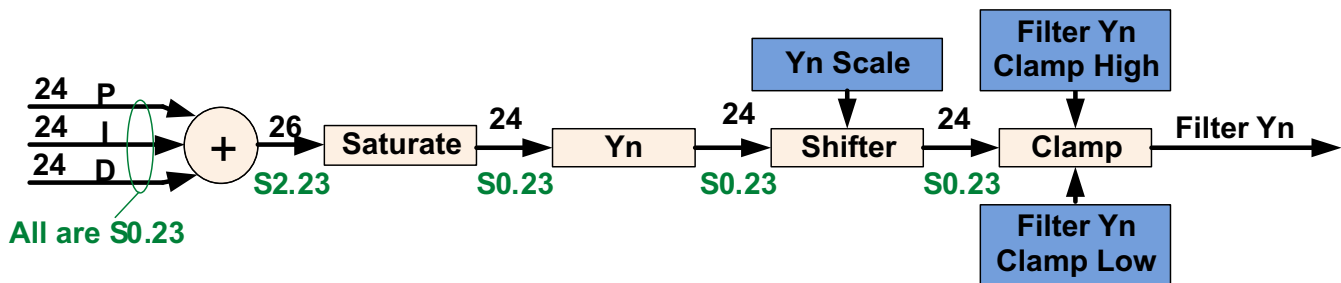 24 P
24 I
24 D
All are S0.23
+
26
S2.23
Saturate
24
S0.23
Yn
24
S0.23
Yn Scale
Shifter
24
S0.23
Filter Yn
Clamp High
Clamp
Filter Yn
Clamp Low
Filter Yn